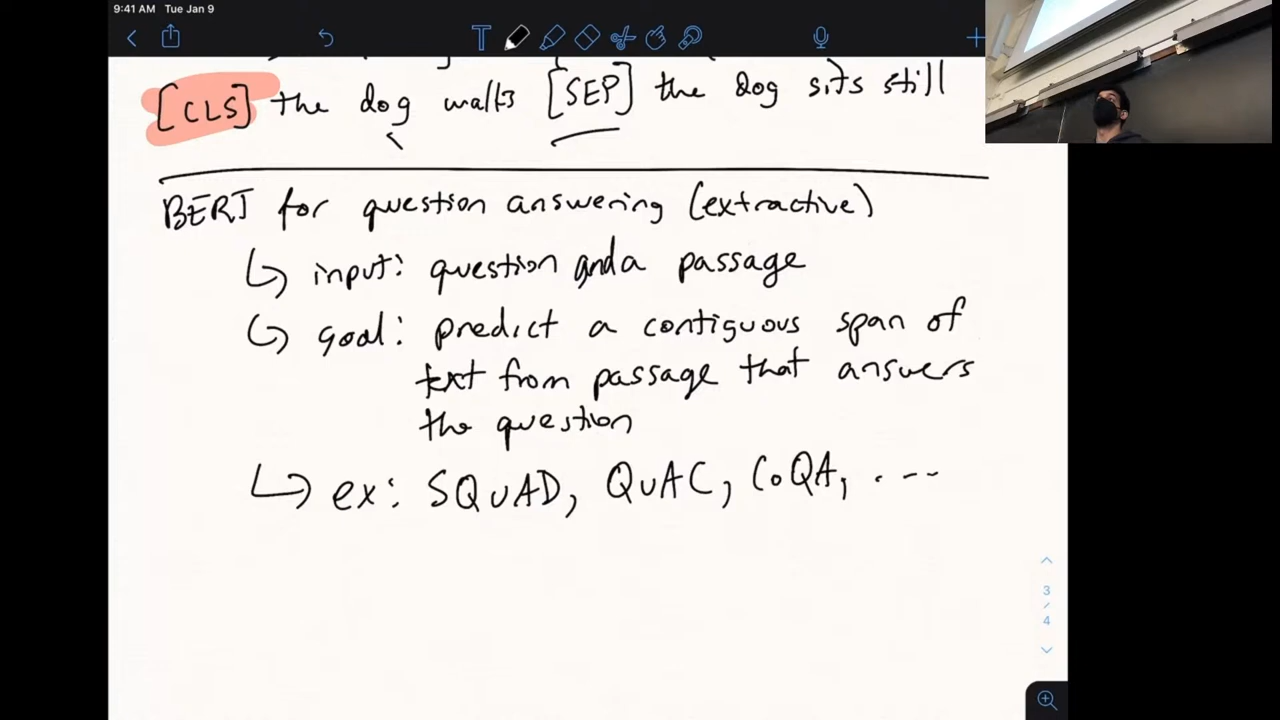 9:41 AM Tue Jan 9
[CLS] the dog walks [SEP] the dog sits still
BERT for question answering (extractive)
↳ input: question and a passage
↳ goal: predict a contiguous span of
text from passage that answers
the question
↳ ex: SQuAD, QuAC, CoQA, ....
3
/
4